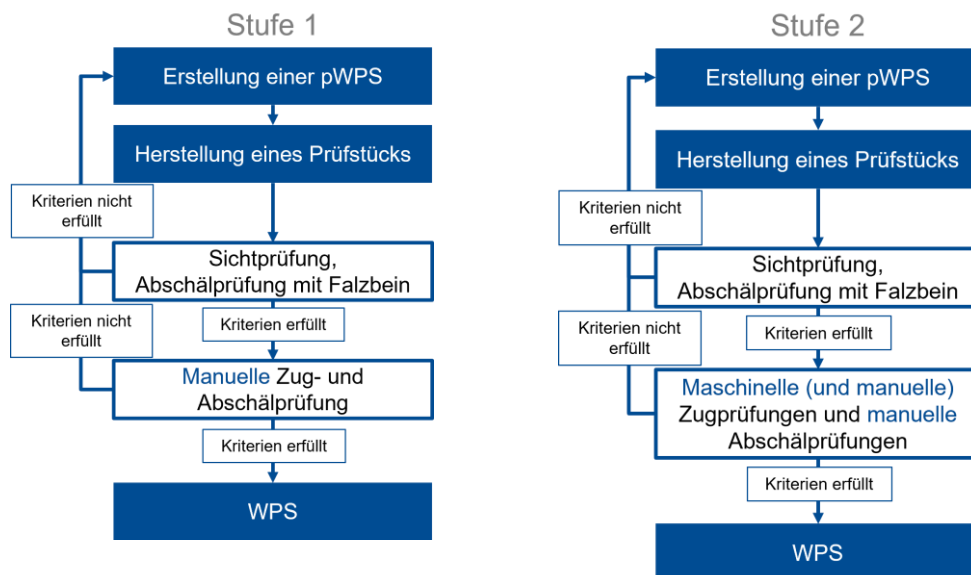 Stufe 1
Erstellung einer pWPS
Herstellung eines Prüfstücks
Kriterien nicht
erfüllt
Sichtprüfung,
Abschälprüfung mit Falzbein
Kriterien nicht
erfüllt
Kriterien erfüllt
Manuelle Zug- und
Abschälprüfung
Kriterien erfüllt
WPS
Stufe 2
Erstellung einer pWPS
Herstellung eines Prüfstücks
Kriterien nicht
erfüllt
Sichtprüfung,
Abschälprüfung mit Falzbein
Kriterien nicht
erfüllt
Kriterien erfüllt
Maschinelle (und manuelle)
Zugprüfungen und manuelle
Abschälprüfungen
Kriterien erfüllt
WPS